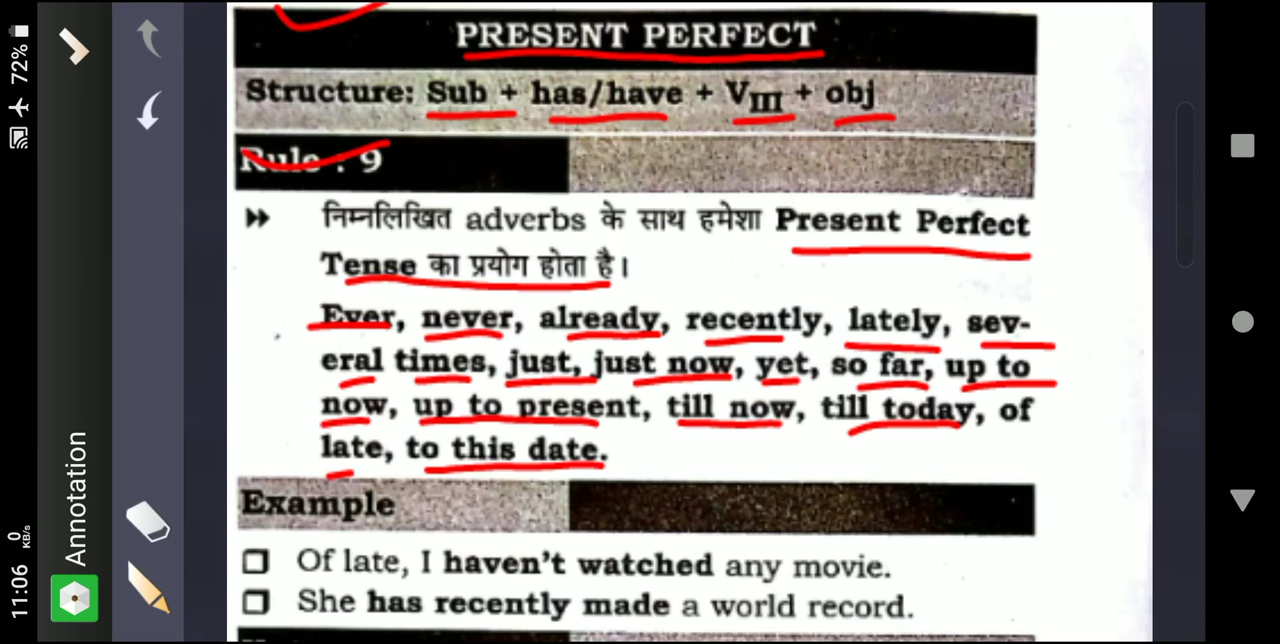 PRESENT PERFECT
Structure: Sub + has/have + VIII + obj
Rule : 9
निम्नलिखित adverbs के साथ हमेशा Present Perfect
Tense का प्रयोग होता है।
Ever, never, already, recently, lately, sev-
eral times, just, just now, yet, so far, up to
now, up to present, till now, till today, of
late, to this date.
Example
Of late, I haven't watched any movie.
She has recently made a world record.
11:06 0 KB/s
72%
Annotation